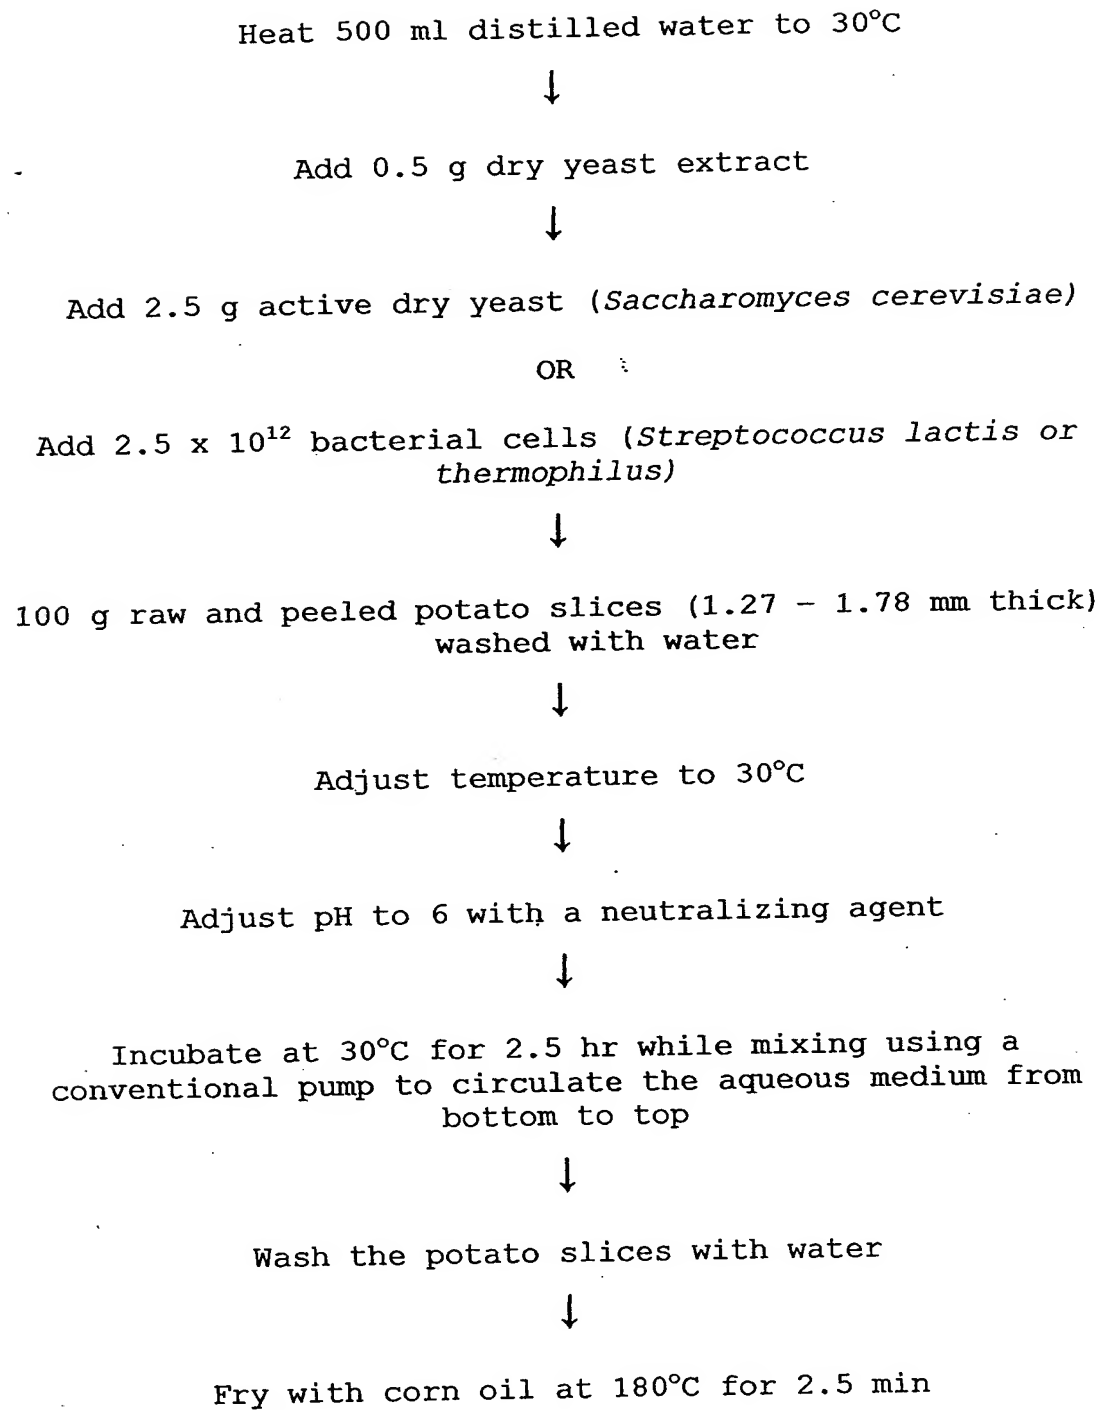 Heat 500 ml distilled water to 30°C
↓
Add 0.5 g dry yeast extract
↓
Add 2.5 g active dry yeast (Saccharomyces cerevisiae)
OR
Add 2.5 x 10¹² bacterial cells (Streptococcus lactis or
thermophilus)
↓
100 g raw and peeled potato slices (1.27 – 1.78 mm thick)
washed with water
↓
Adjust temperature to 30°C
↓
Adjust pH to 6 with a neutralizing agent
↓
Incubate at 30°C for 2.5 hr while mixing using a
conventional pump to circulate the aqueous medium from
bottom to top
↓
Wash the potato slices with water
↓
Fry with corn oil at 180°C for 2.5 min